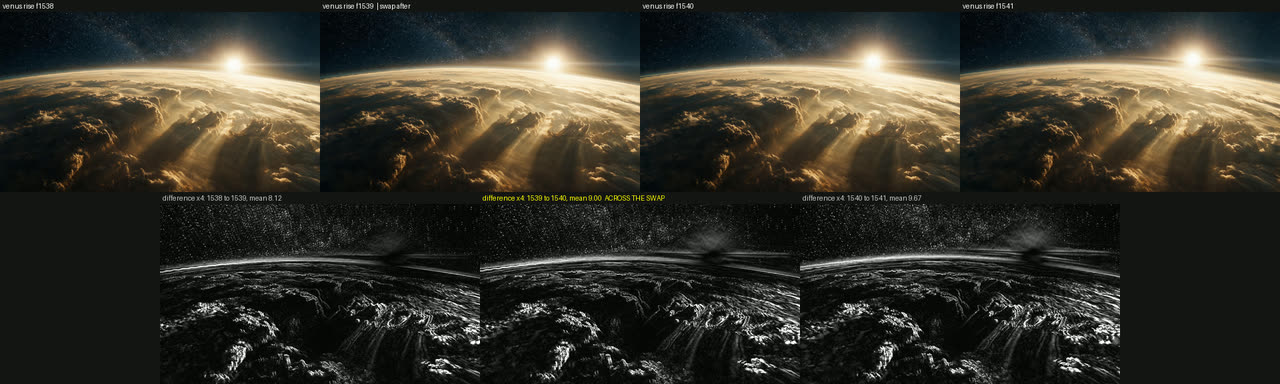 venus rise f1538
venus rise f1539 | swap after
venus rise f1540
venus rise f1541
difference x4 1538 to 1539, mean 8.12
difference x4 1539 to 1540, mean 9.00 ACROSS THE SWAP
difference x4 1540 to 1541, mean 9.67